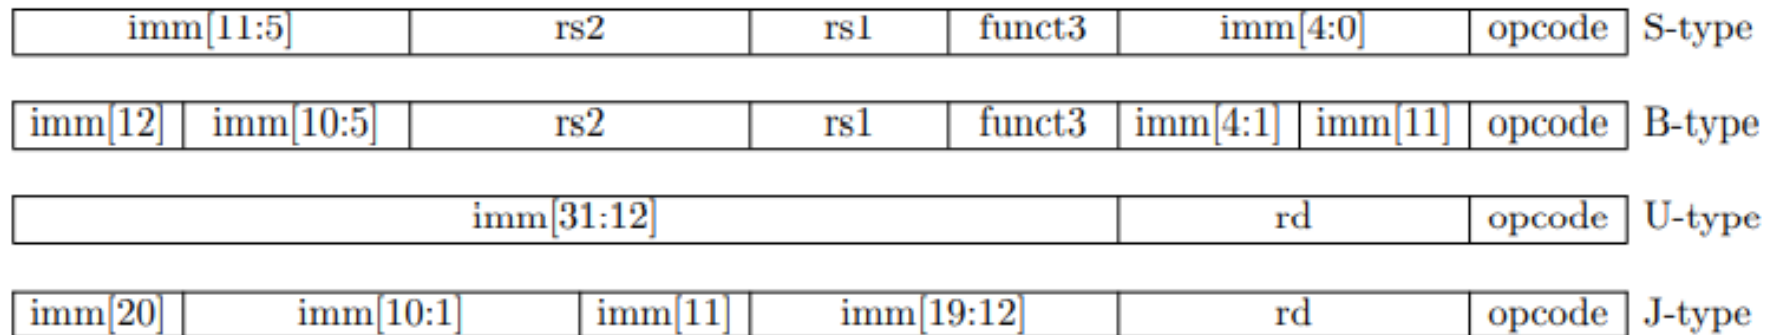 imm[11:5] rs2 rs1 funct3 imm[4:0] opcode S-type
imm[12] imm[10:5] rs2 rs1 funct3 imm[4:1] imm[11] opcode B-type
imm[31:12] rd opcode U-type
imm[20] imm[10:1] imm[11] imm[19:12] rd opcode J-type